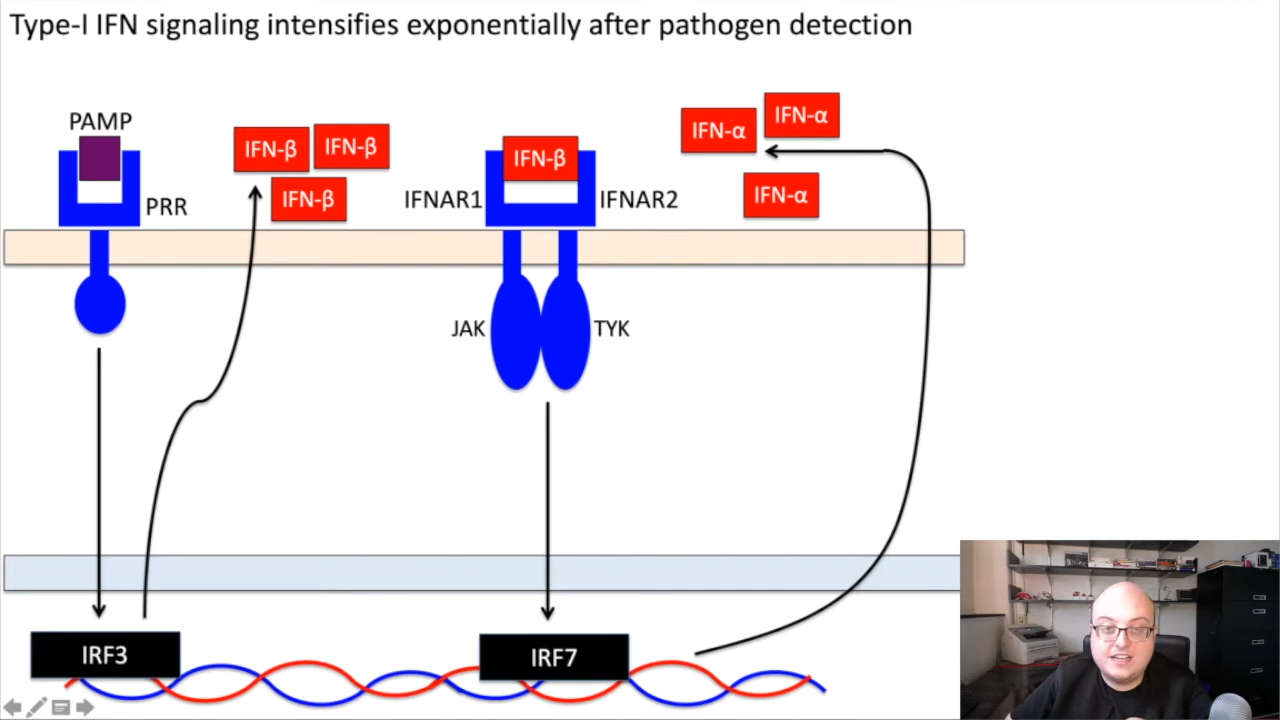 Type-I IFN signaling intensifies exponentially after pathogen detection
PAMP
PRR
IFN-β
IFN-β
IFN-β
IFNAR1
IFN-β
IFNAR2
IFN-α
IFN-α
IFN-α
JAK
TYK
IRF3
IRF7